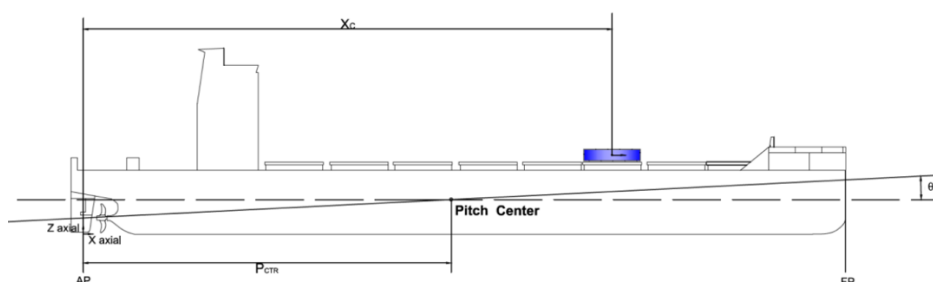 XC
θ
Pitch Center
Z axial
X axial
PCTR
AP
FP